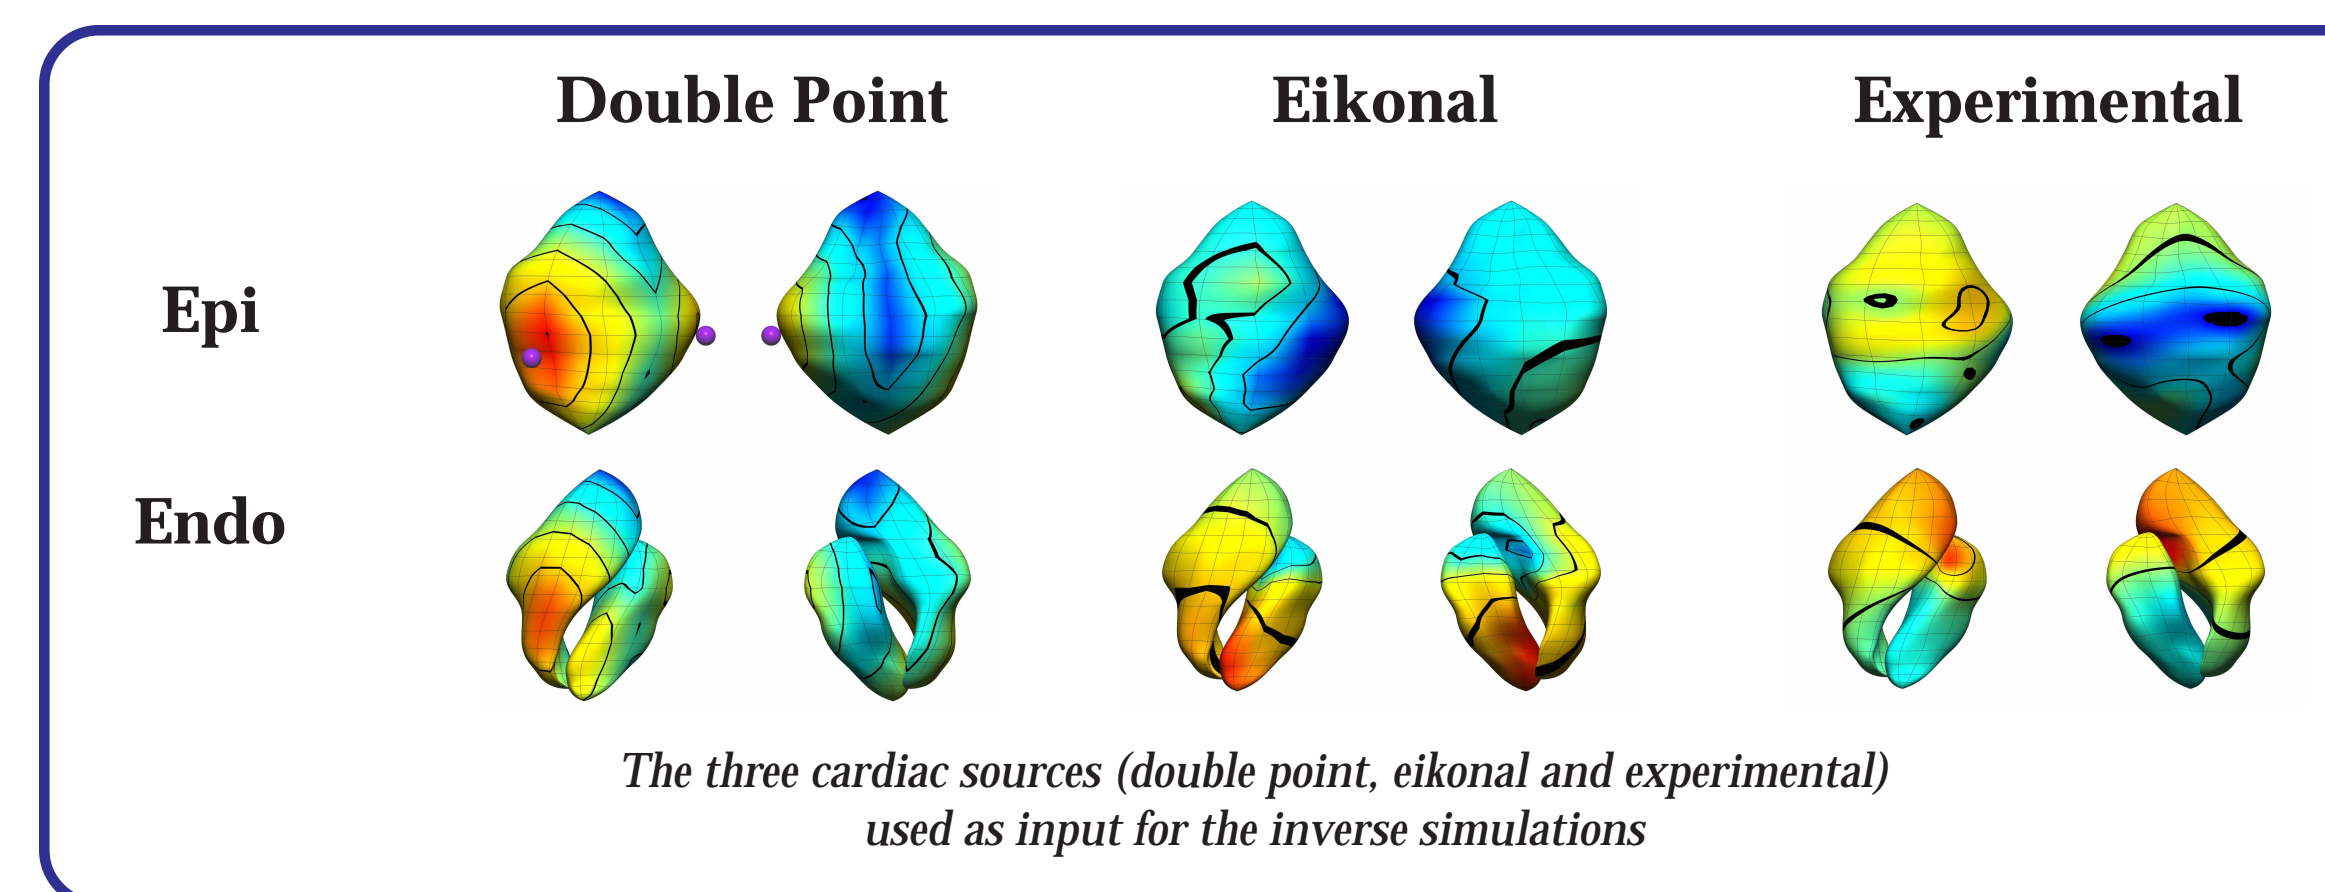 Double Point Eikonal Experimental
Epi
Endo
The three cardiac sources (double point, eikonal and experimental)
used as input for the inverse simulations